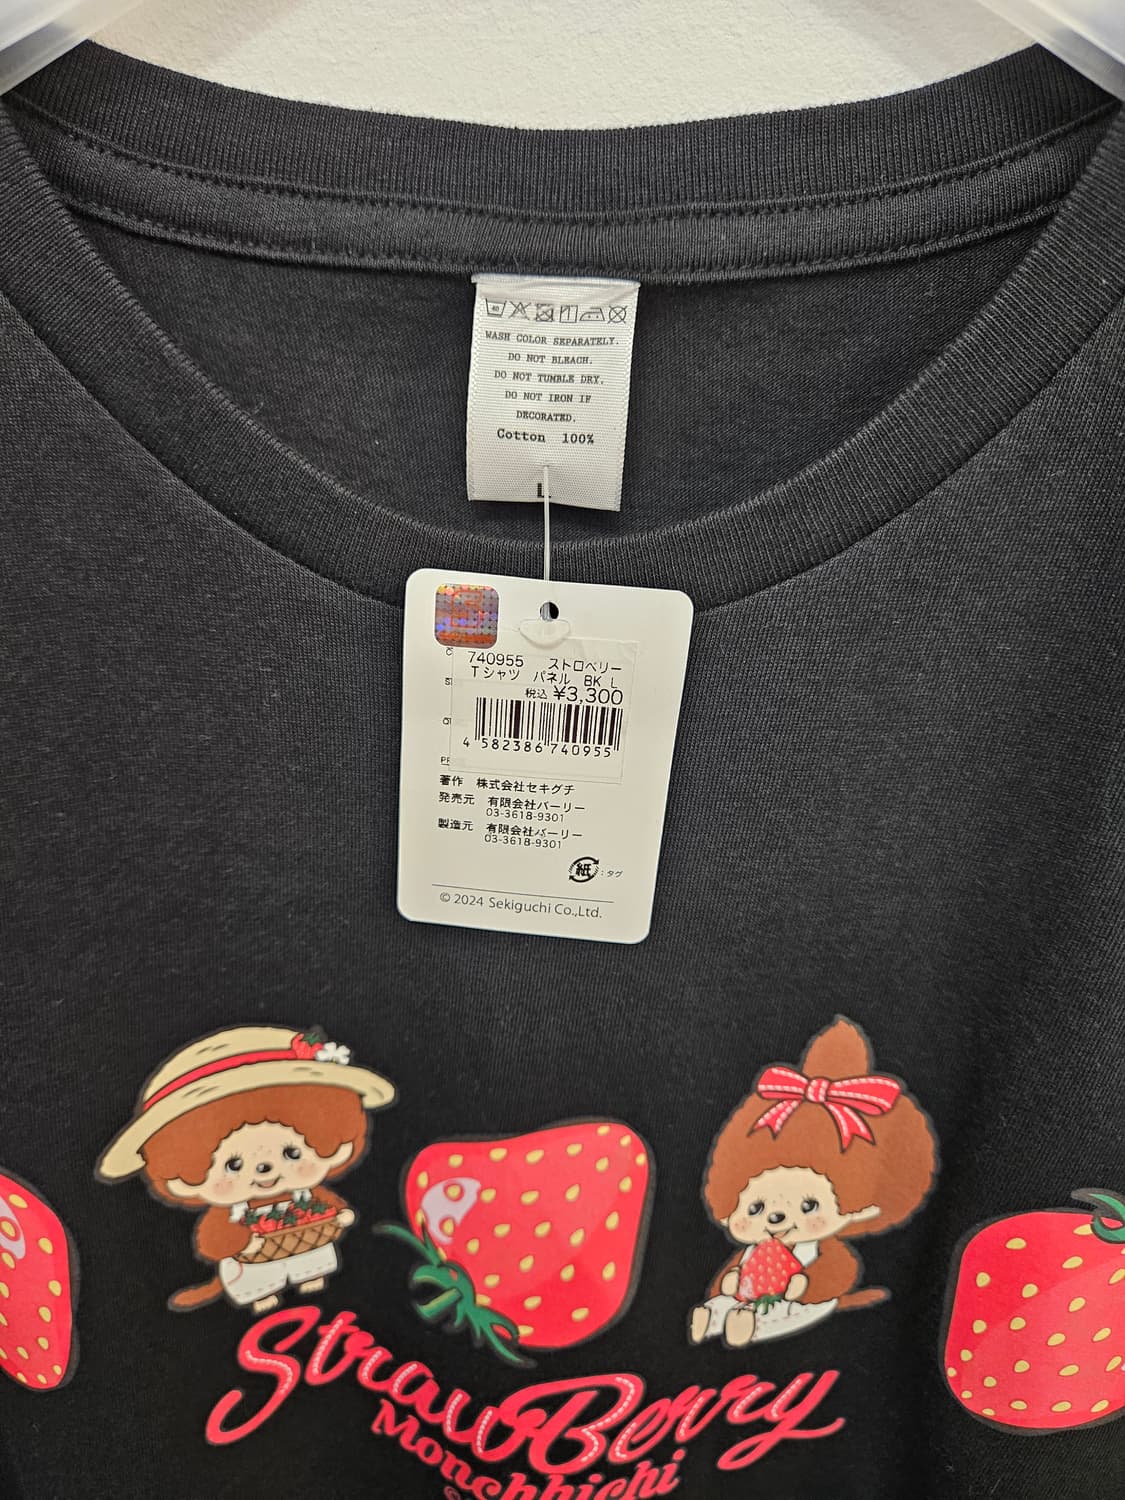 40
WASH COLOR SEPARATELY.
DO NOT BLEACH.
DO NOT TUMBLE DRY.
DO NOT IRON IF
DECORATED.
Cotton 100%
L
740955 ストロベリー
Tシャツ パネル BK L
税込 ¥3,300
4 582386 740955
著作 株式会社セキグチ
発売元 有限会社バーリー
03-3618-9301
製造元 有限会社バーリー
03-3618-9301
紙 : タグ
© 2024 Sekiguchi Co.,Ltd.
StrawBerry
Monchhichi